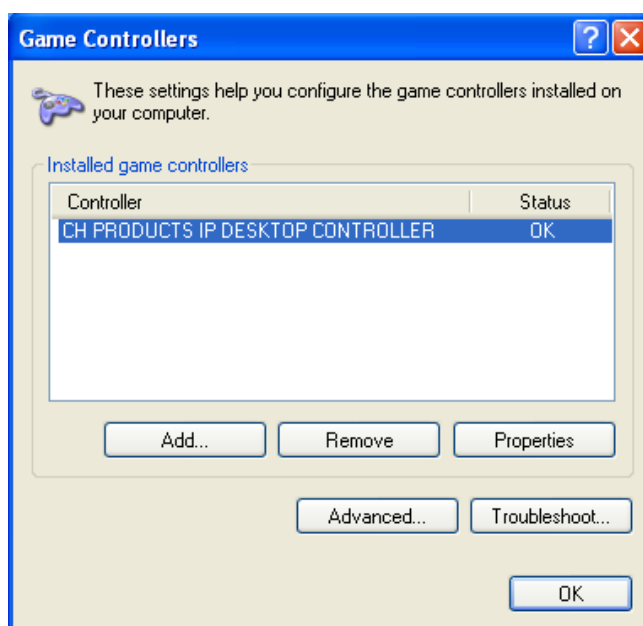 Game Controllers
?
These settings help you configure the game controllers installed on
your computer.
Installed game controllers
Controller Status
CH PRODUCTS IP DESKTOP CONTROLLER OK
Add... Remove Properties
Advanced... Troubleshoot...
OK